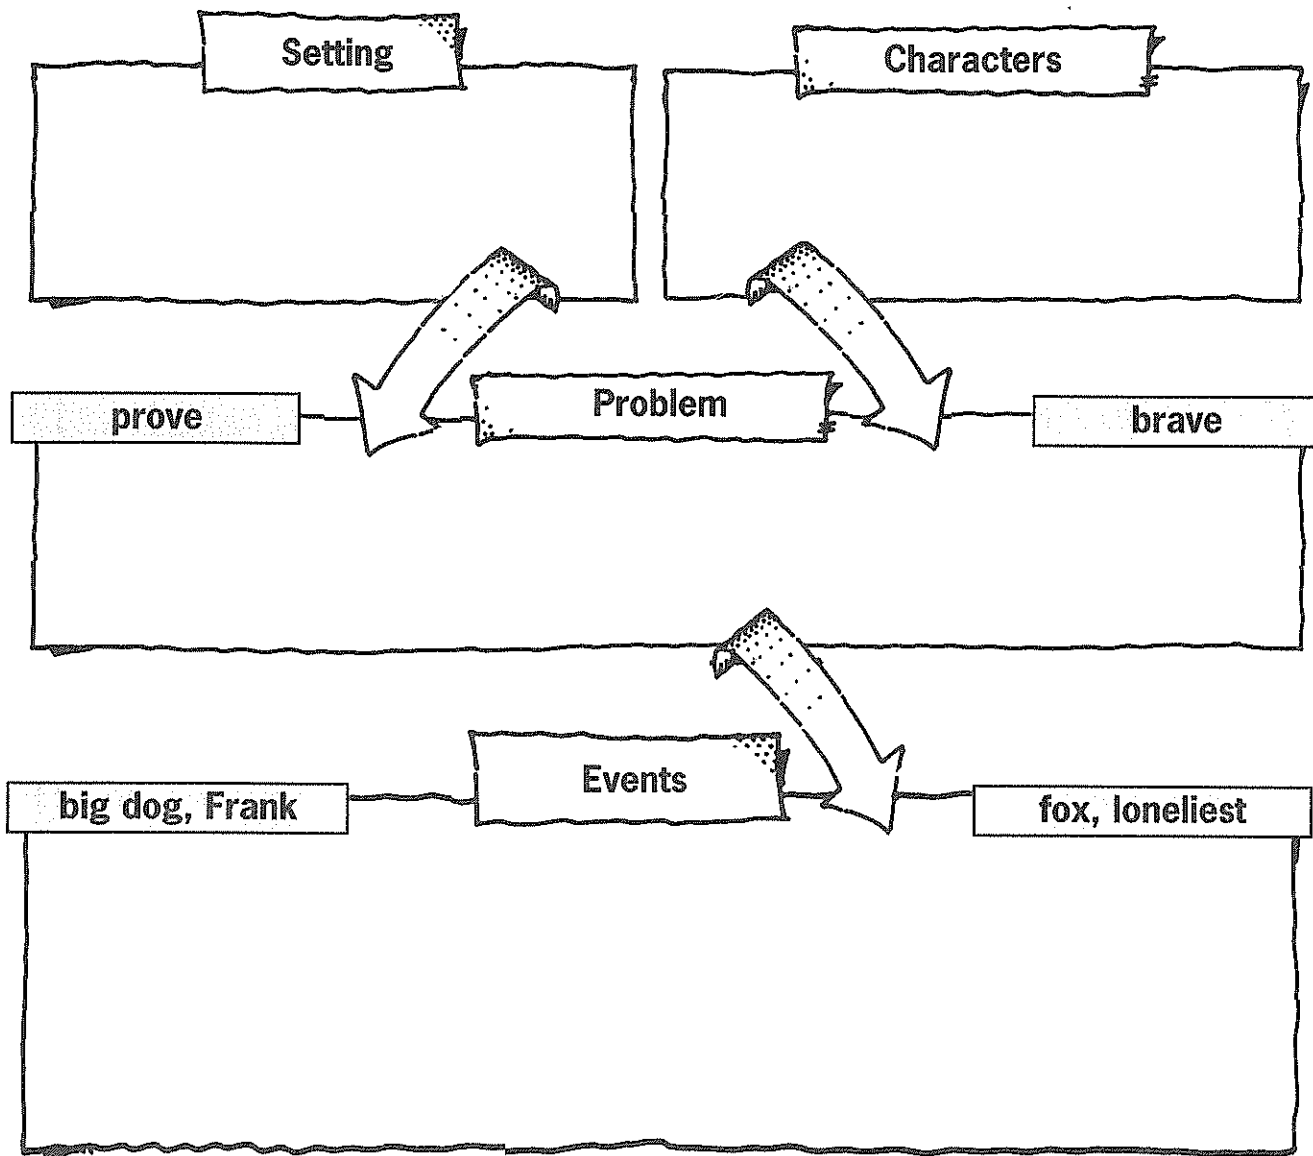 Setting
Characters
prove
Problem
brave
big dog, Frank
Events
fox, loneliest